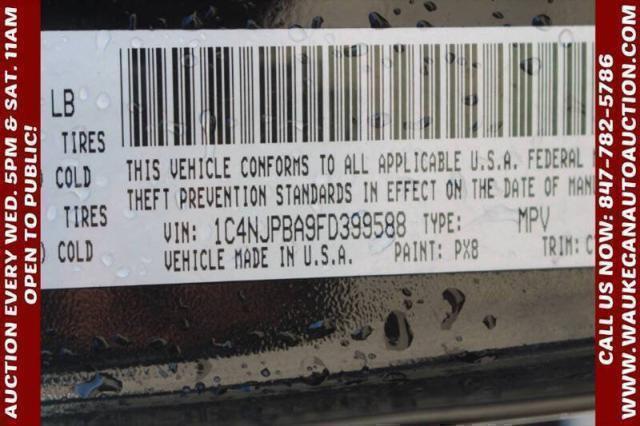 AUCTION EVERY WED. 5PM & SAT. 11AM
OPEN TO PUBLIC!
LB
TIRES
COLD
TIRES
COLD
THIS VEHICLE CONFORMS TO ALL APPLICABLE U.S.A. FEDERAL
THEFT PREVENTION STANDARDS IN EFFECT ON THE DATE OF MAN
VIN: 1C4NJPBA9FD399588 TYPE: MPV
VEHICLE MADE IN U.S.A. PAINT: PX8 TRIM: C
CALL US NOW: 847-782-5786
WWW.WAUKEGANAUTOAUCTION.COM